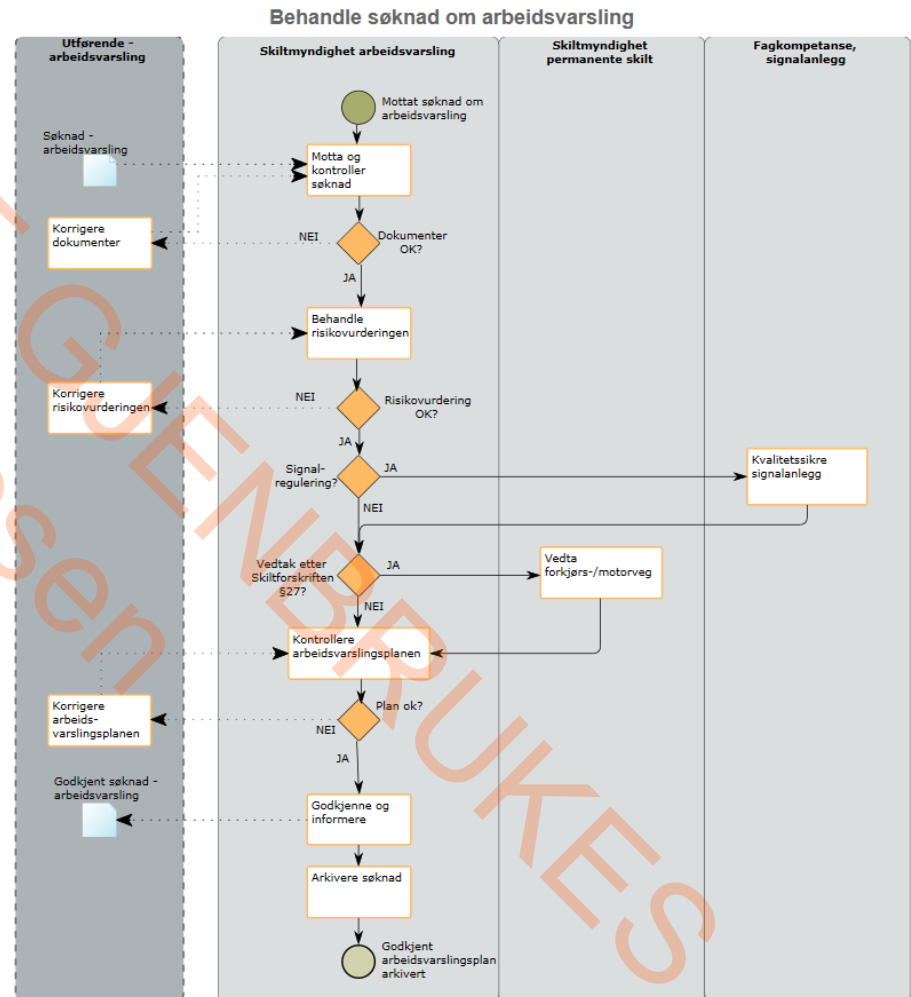 Behandle søknad om arbeidsvarsling
Utførende -
arbeidsvarsling
Skiltmyndighet arbeidsvarsling
Skiltmyndighet
permanente skilt
Fagkompetanse,
signalanlegg
Mottat søknad om
arbeidsvarsling
Søknad -
arbeidsvarsling
Motta og
kontroller
søknad
Korrigere
dokumenter
NEI
Dokumenter
OK?
JA
Behandle
risikovurderingen
Korrigere
risikovurderingen
NEI
Risikovurdering
OK?
JA
Signal-
regulering?
JA
Kvalitetssikre
signalanlegg
NEI
Vedtak etter
Skiltforskriften
§27?
JA
Vedta
forkjørs-/motorveg
NEI
Kontrollere
arbeidsvarslingsplanen
Korrigere
arbeids-
varslingsplanen
Plan ok?
NEI
JA
Godkjent søknad -
arbeidsvarsling
Godkjenne og
informere
Arkivere søknad
Godkjent
arbeidsvarslingsplan
arkivert
GJENBRUKES